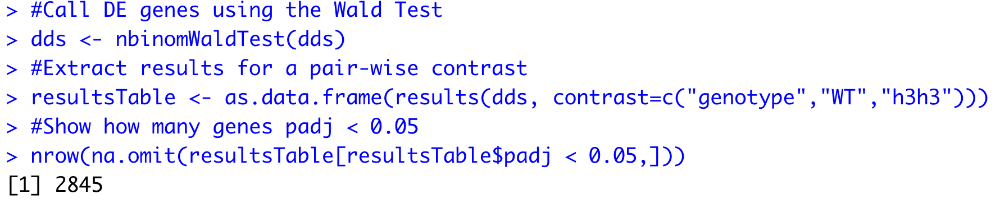 > #Call DE genes using the Wald Test
> dds <- nbinomWaldTest(dds)
> #Extract results for a pair-wise contrast
> resultsTable <- as.data.frame(results(dds, contrast=c("genotype","WT","h3h3")))
> #Show how many genes padj < 0.05
> nrow(na.omit(resultsTable[resultsTable$padj < 0.05,]))
[1] 2845